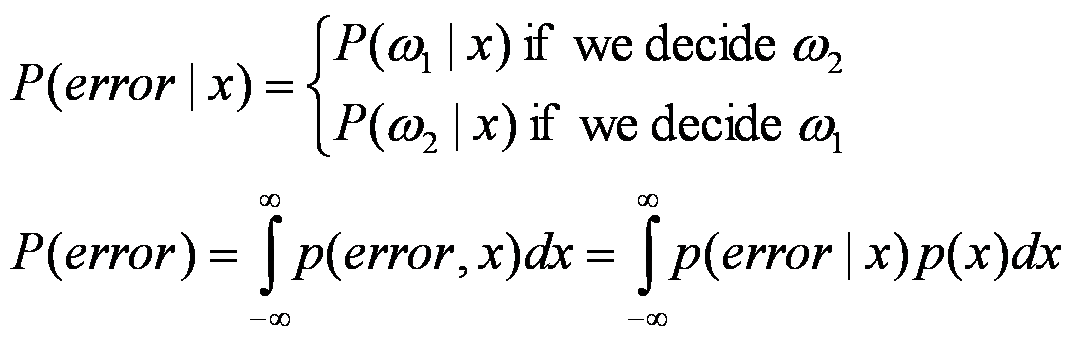 P(error | x) = { P(ω₁ | x) if we decide ω₂
P(ω₂ | x) if we decide ω₁
P(error) = ∫_{-∞}^{∞} p(error, x)dx = ∫_{-∞}^{∞} p(error | x)p(x)dx